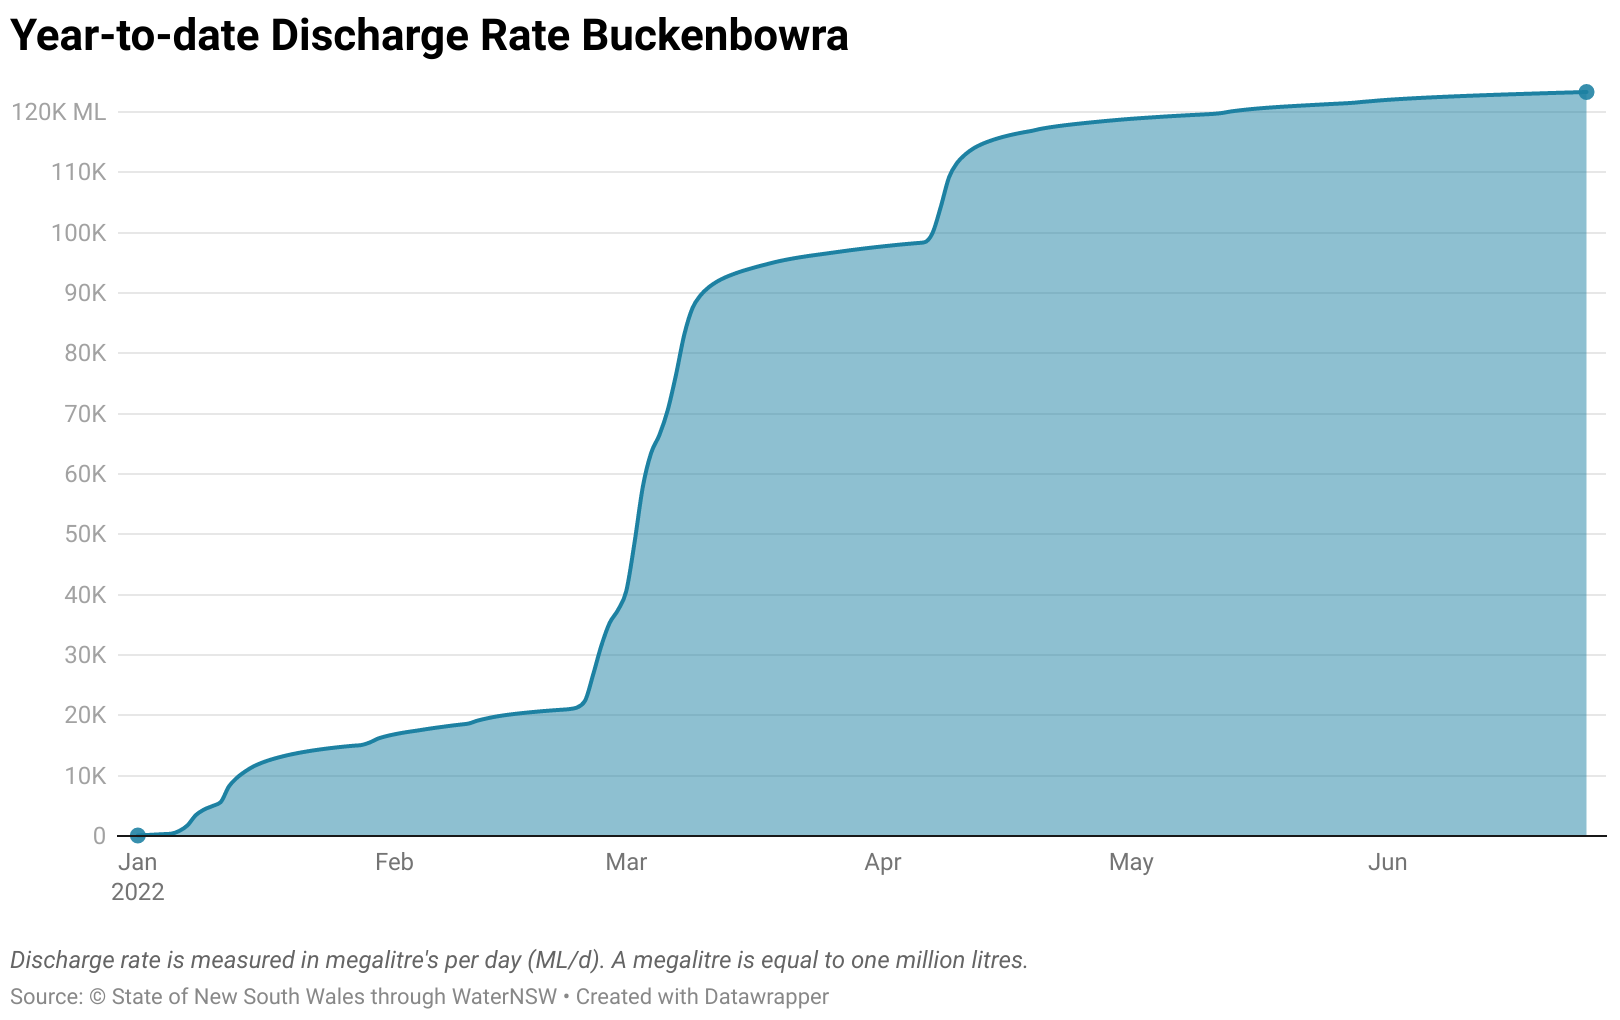 Year-to-date Discharge Rate Buckenbowra
120K ML
110K
100K
90K
80K
70K
60K
50K
40K
30K
20K
10K
0
Jan Feb Mar Apr May Jun
2022
Discharge rate is measured in megalitre's per day (ML/d). A megalitre is equal to one million litres.
Source: © State of New South Wales through WaterNSW • Created with Datawrapper